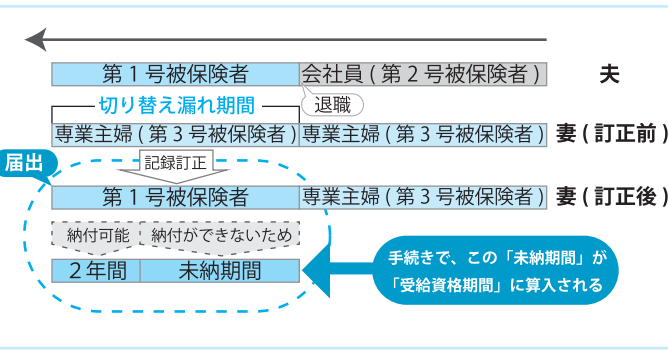 第1号被保険者 会社員(第2号被保険者) 夫
切り替え漏れ期間 退職
専業主婦(第3号被保険者) 専業主婦(第3号被保険者) 妻(訂正前)
届出 記録訂正
第1号被保険者 専業主婦(第3号被保険者) 妻(訂正後)
納付可能 納付ができないため
2年間 未納期間
手続きで、この「未納期間」が
「受給資格期間」に算入される